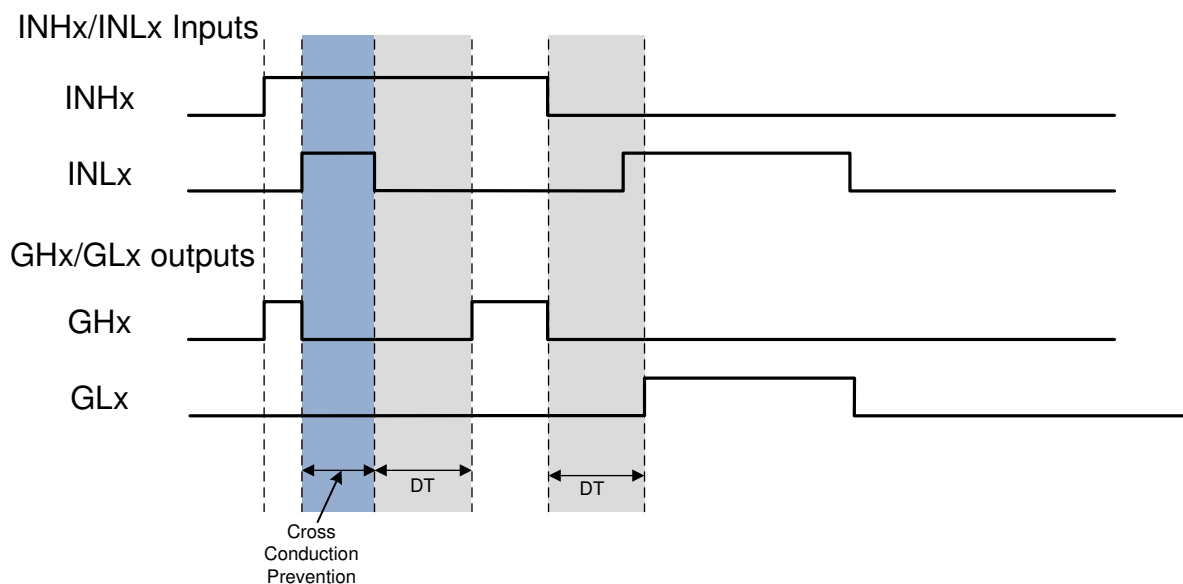 INHx/INLx Inputs
INHx
INLx
GHx/GLx outputs
GHx
GLx
DT
DT
Cross
Conduction
Prevention